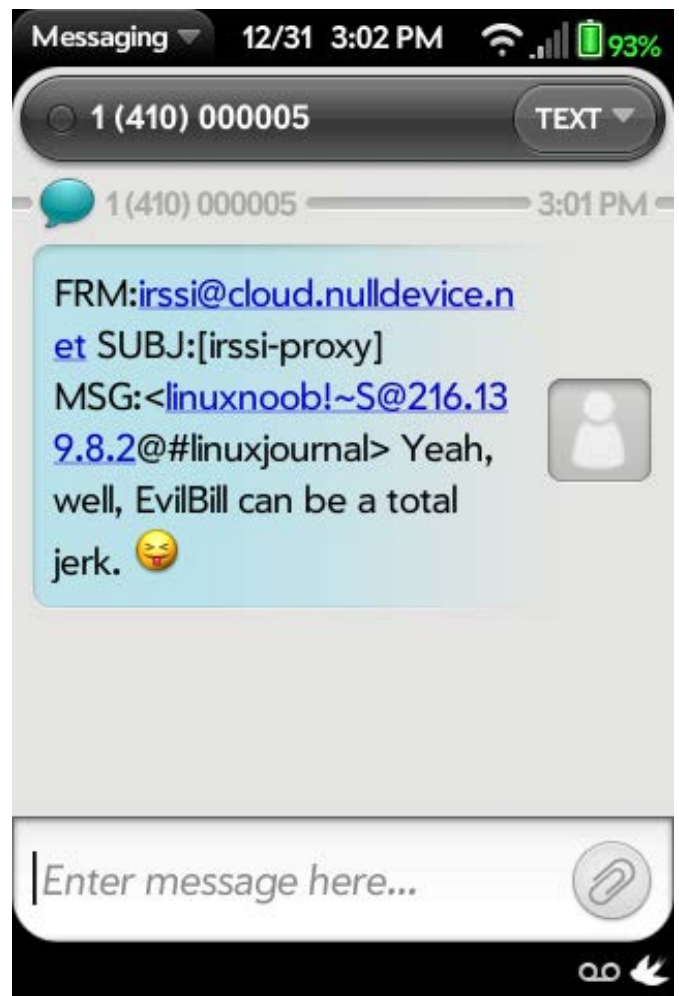 Messaging 12/31 3:02 PM 93%
1 (410) 000005 TEXT
1 (410) 000005 3:01 PM
FRM:irssi@cloud.nulldevice.n
et SUBJ:[irssi-proxy]
MSG:<linuxnoob!~S@216.13
9.8.2@#linuxjournal> Yeah,
well, EvilBill can be a total
jerk. 😝
Enter message here...